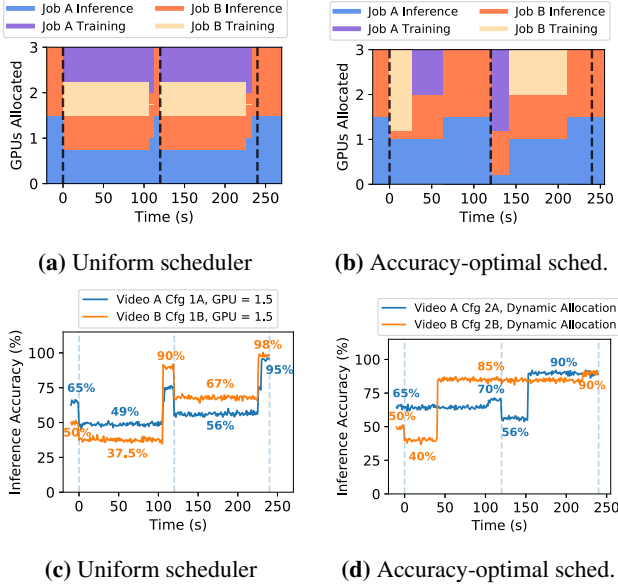 Job A Inference Job B Inference
Job A Training Job B Training
Job A Inference Job B Inference
Job A Training Job B Training
GPUs Allocated
3
2
1
0
0 50 100 150 200 250
Time (s)
GPUs Allocated
3
2
1
0
0 50 100 150 200 250
Time (s)
(a) Uniform scheduler
(b) Accuracy-optimal sched.
Video A Cfg 1A, GPU = 1.5
Video B Cfg 1B, GPU = 1.5
Inference Accuracy (%)
100
75
50
25
0
65%
50%
49%
37.5%
90%
67%
56%
98%
95%
0 50 100 150 200 250
Time (s)
Video A Cfg 2A, Dynamic Allocation
Video B Cfg 2B, Dynamic Allocation
Inference Accuracy (%)
100
75
50
25
0
65%
50%
40%
85%
70%
56%
90%
90%
0 50 100 150 200 250
Time (s)
(c) Uniform scheduler
(d) Accuracy-optimal sched.